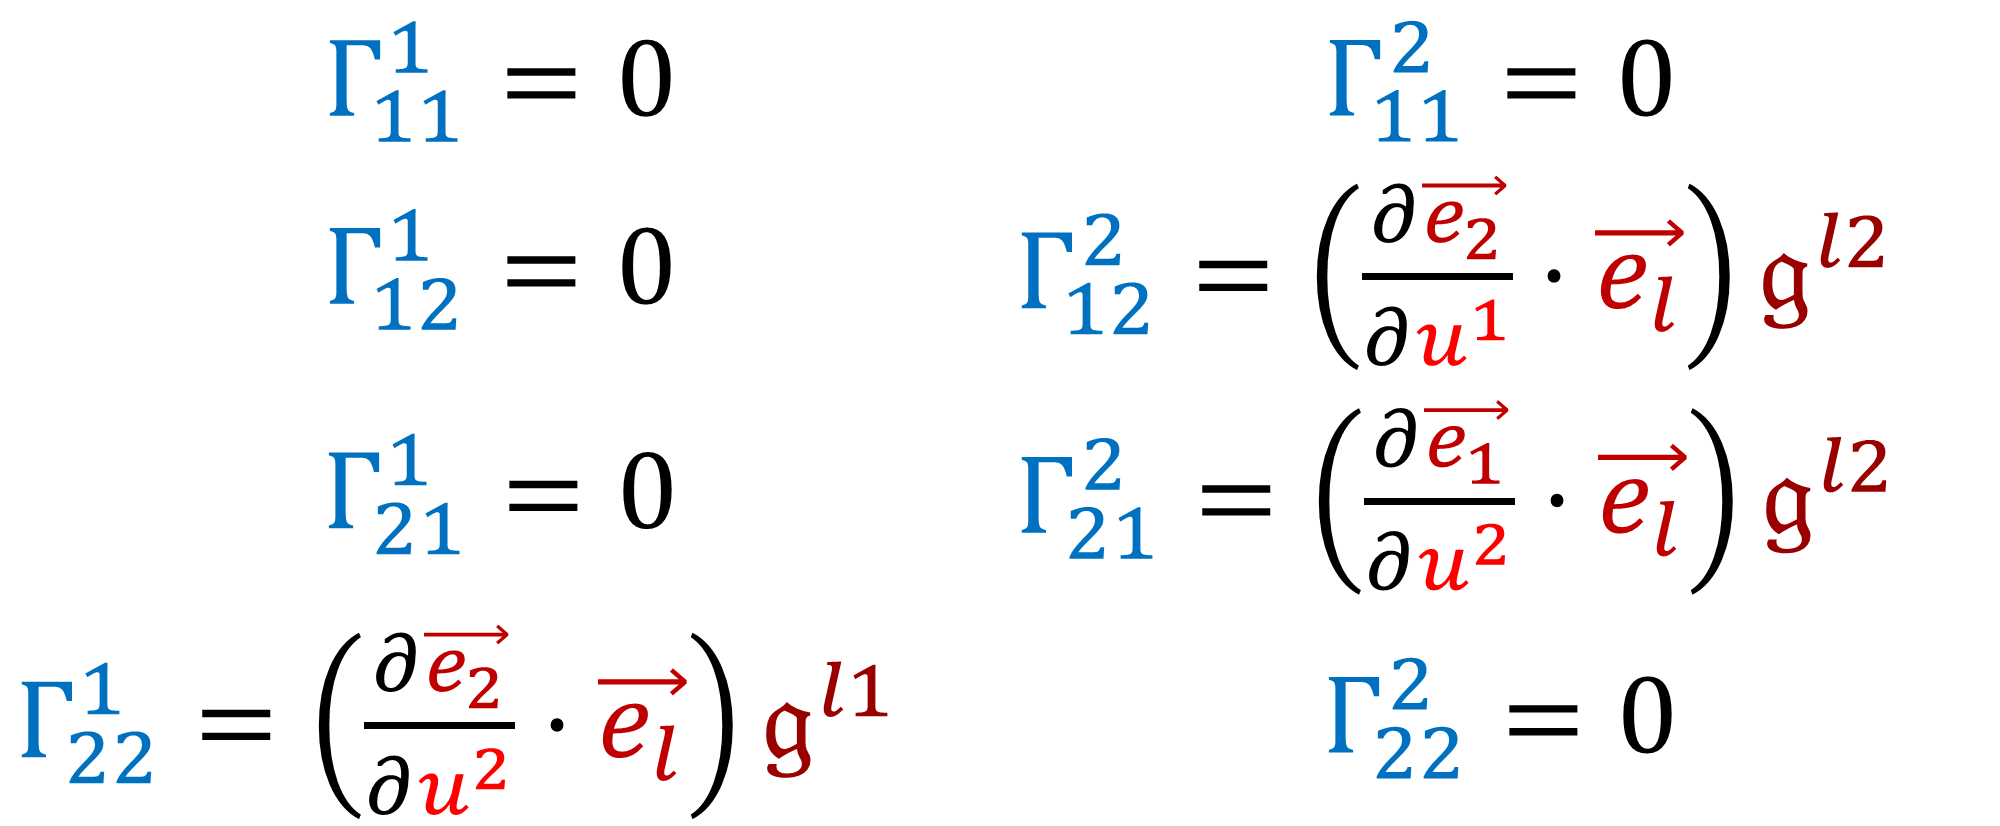 Γ¹₁₁ = 0    Γ²₁₁ = 0
Γ¹₁₂ = 0    Γ²₁₂ = (∂e₂⃗/∂u¹ · e_l⃗) 𝔤^{l2}
Γ¹₂₁ = 0    Γ²₂₁ = (∂e₁⃗/∂u² · e_l⃗) 𝔤^{l2}
Γ¹₂₂ = (∂e₂⃗/∂u² · e_l⃗) 𝔤^{l1}    Γ²₂₂ = 0